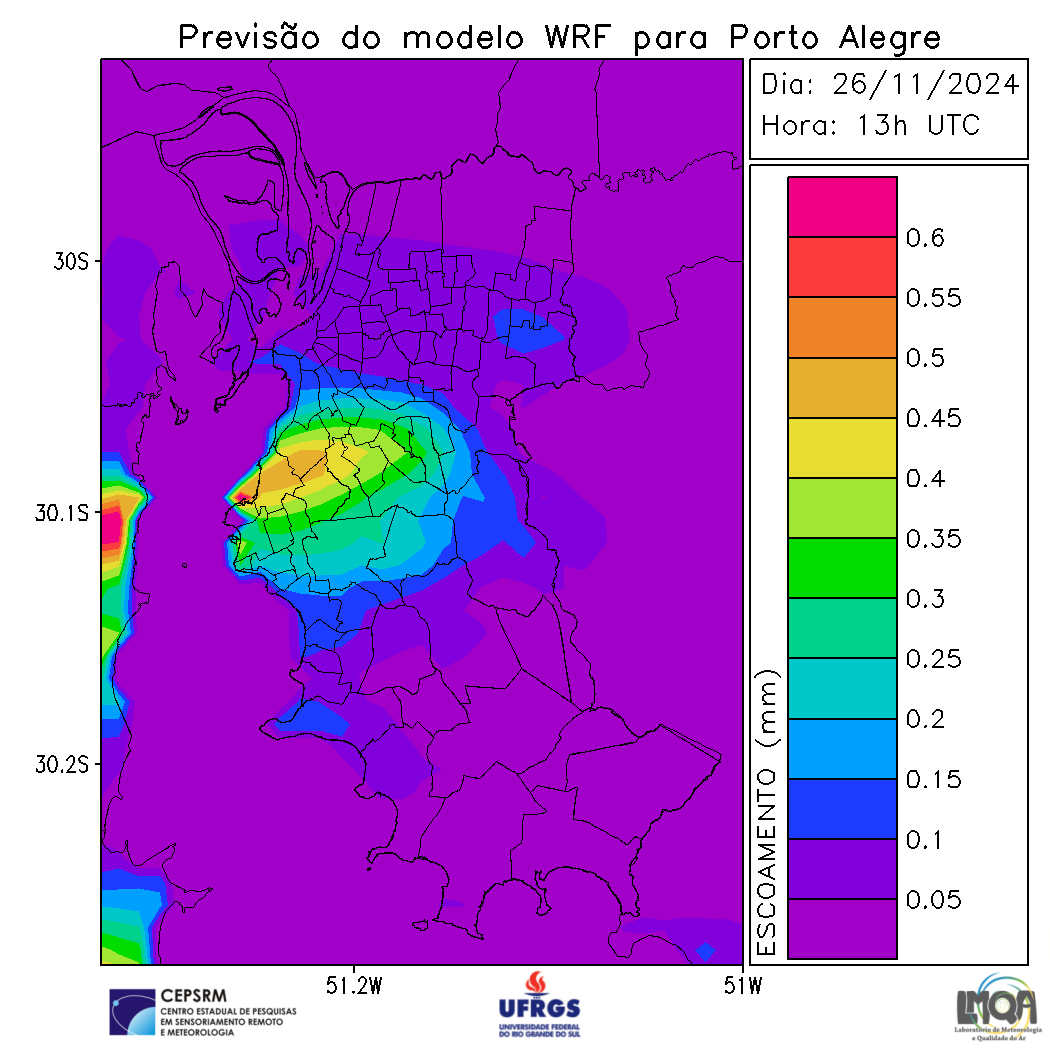 Previsão do modelo WRF para Porto Alegre
Dia: 26/11/2024
Hora: 13h UTC
30S
30.1S
30.2S
51.2W
51W
0.6
0.55
0.5
0.45
0.4
0.35
0.3
0.25
0.2
0.15
0.1
0.05
ESCOAMENTO (mm)
CEPSRM
CENTRO ESTADUAL DE PESQUISAS
EM SENSORIAMENTO REMOTO
E METEOROLOGIA
UFRGS
UNIVERSIDADE FEDERAL
DO RIO GRANDE DO SUL
LMQA
Laboratório de Meteorologia
e Qualidade do Ar